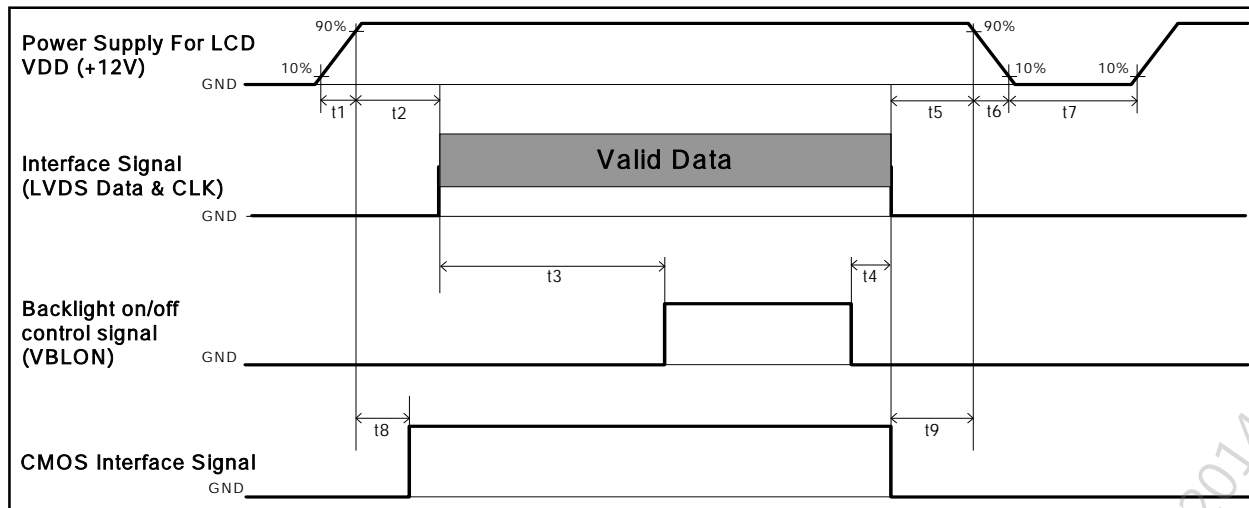 Power Supply For LCD
VDD (+12V)
90%
10%
GND
t1
t2
t5
90%
t6
10%
t7
10%
Interface Signal
(LVDS Data & CLK)
Valid Data
GND
t3
t4
Backlight on/off
control signal
(VBLON)
GND
t8
t9
CMOS Interface Signal
GND
2014